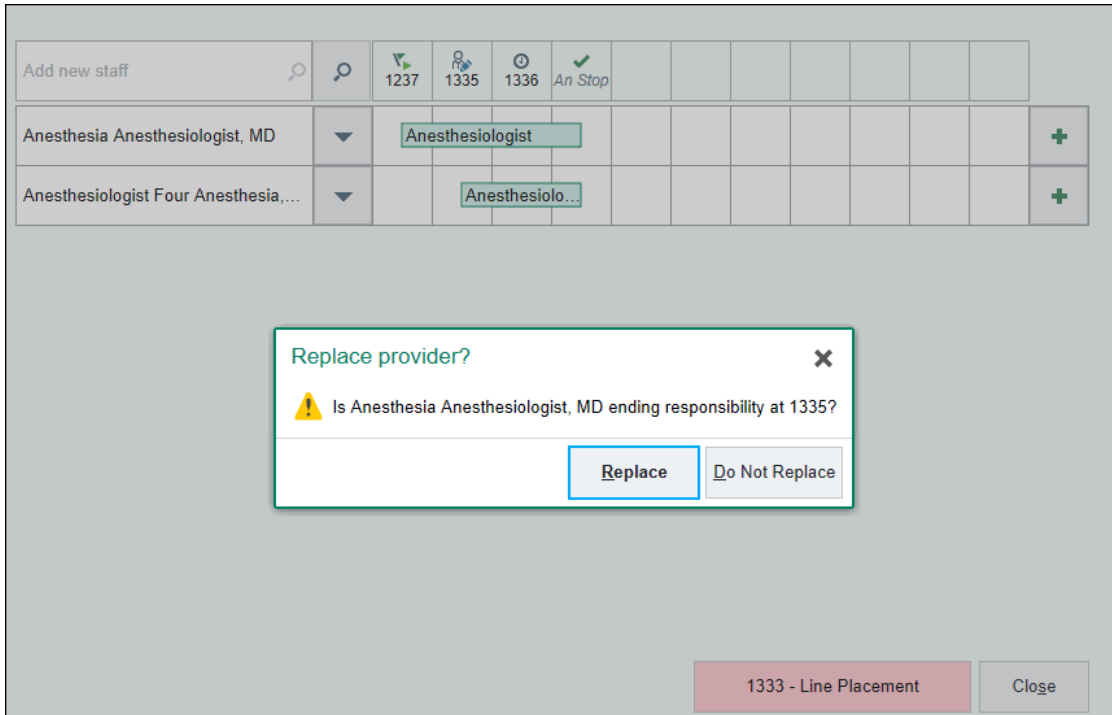 Add new staff
1237
1335
1336
An Stop
Anesthesia Anesthesiologist, MD
Anesthesiologist
Anesthesiologist Four Anesthesia,...
Anesthesiolo...
Replace provider?
Is Anesthesia Anesthesiologist, MD ending responsibility at 1335?
Replace
Do Not Replace
1333 - Line Placement
Close